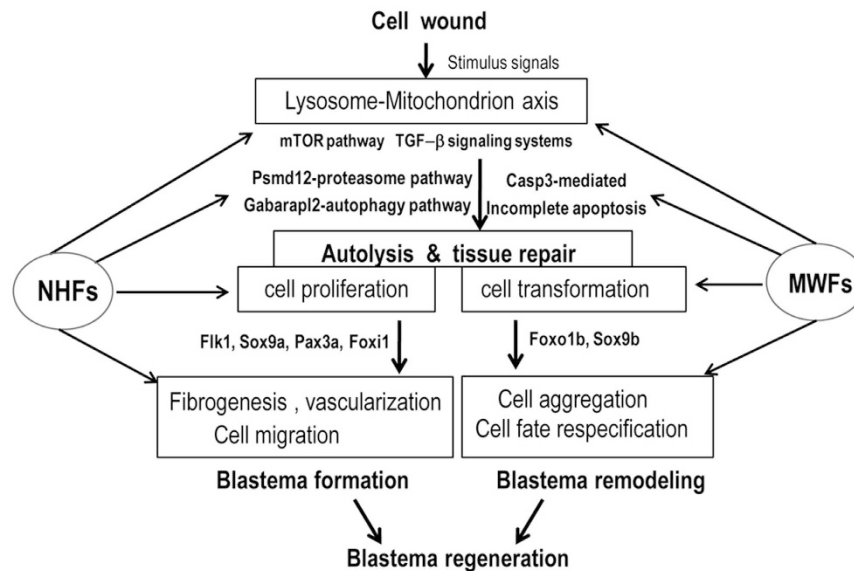 Cell wound
Stimulus signals
Lysosome-Mitochondrion axis
mTOR pathway TGF–β signaling systems
Psmd12-proteasome pathway
Casp3-mediated
Gabarapl2-autophagy pathway
Incomplete apoptosis
Autolysis & tissue repair
NHFs
cell proliferation
cell transformation
MWFs
Flk1, Sox9a, Pax3a, Foxi1
Foxo1b, Sox9b
Fibrogenesis , vascularization
Cell migration
Cell aggregation
Cell fate respecification
Blastema formation
Blastema remodeling
Blastema regeneration